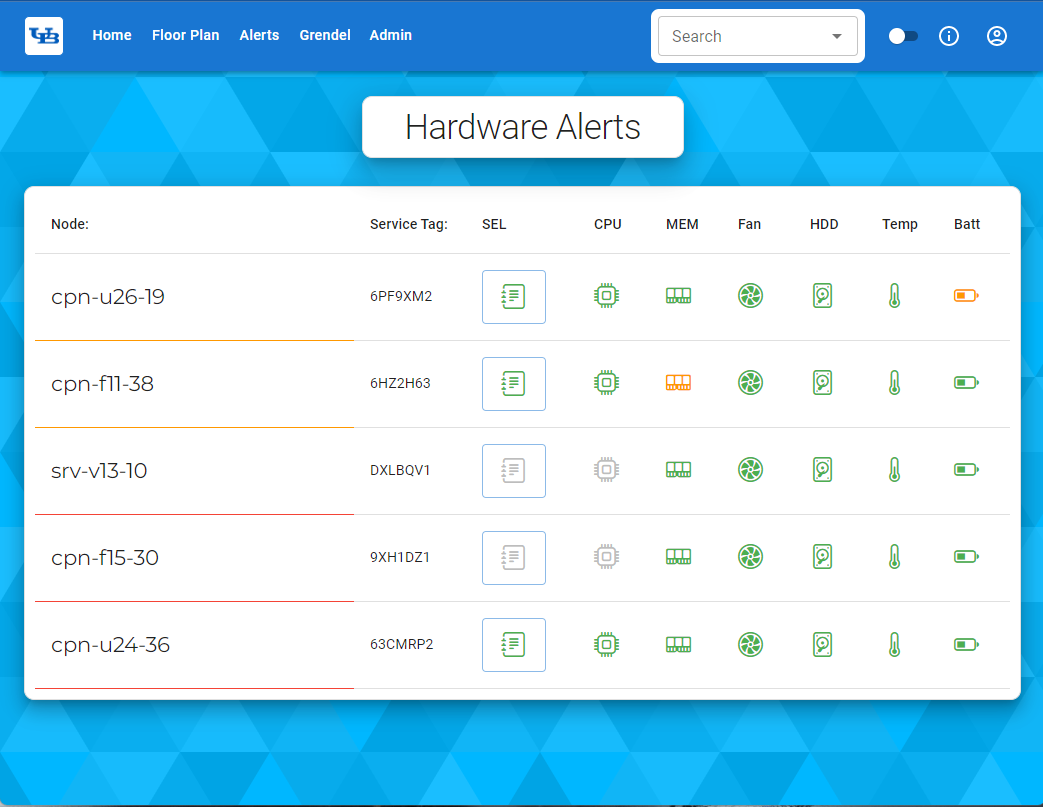 UB
Home Floor Plan Alerts Grendel Admin Search
Hardware Alerts
Node: Service Tag: SEL CPU MEM Fan HDD Temp Batt
cpn-u26-19 6PF9XM2
cpn-f11-38 6HZ2H63
srv-v13-10 DXLBQV1
cpn-f15-30 9XH1DZ1
cpn-u24-36 63CMRP2